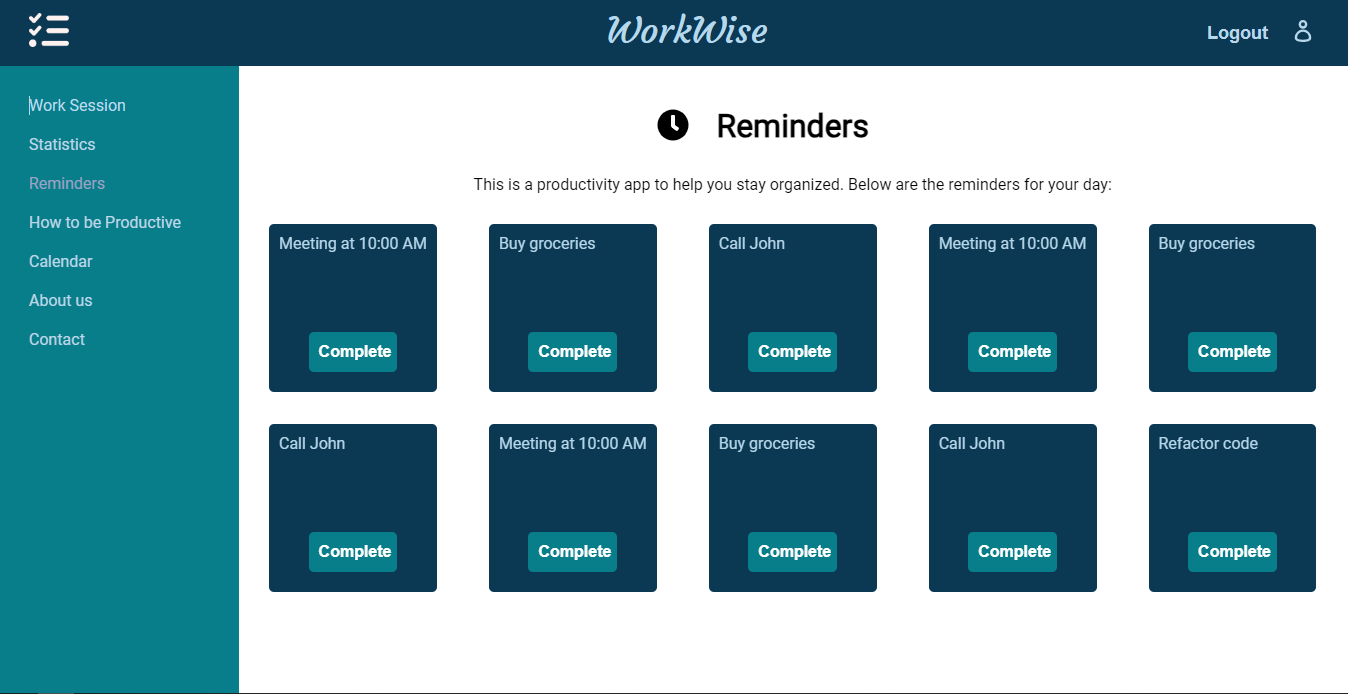 WorkWise
Logout
Work Session
Statistics
Reminders
How to be Productive
Calendar
About us
Contact
Reminders
This is a productivity app to help you stay organized. Below are the reminders for your day:
Meeting at 10:00 AM
Complete
Buy groceries
Complete
Call John
Complete
Meeting at 10:00 AM
Complete
Buy groceries
Complete
Call John
Complete
Meeting at 10:00 AM
Complete
Buy groceries
Complete
Call John
Complete
Refactor code
Complete